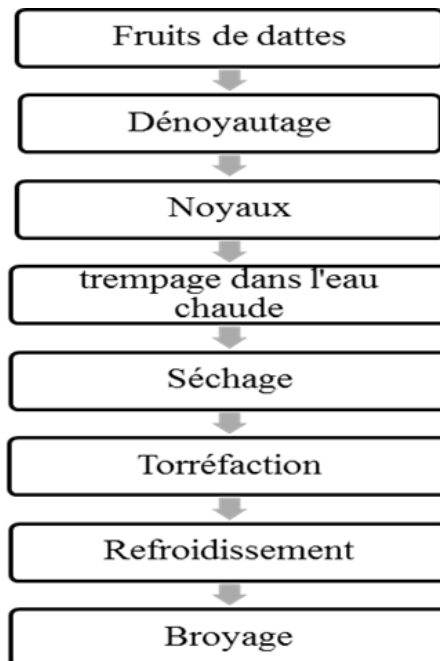 Fruits de dattes
Dénoyautage
Noyaux
trempage dans l'eau
chaude
Séchage
Torréfaction
Refroidissement
Broyage